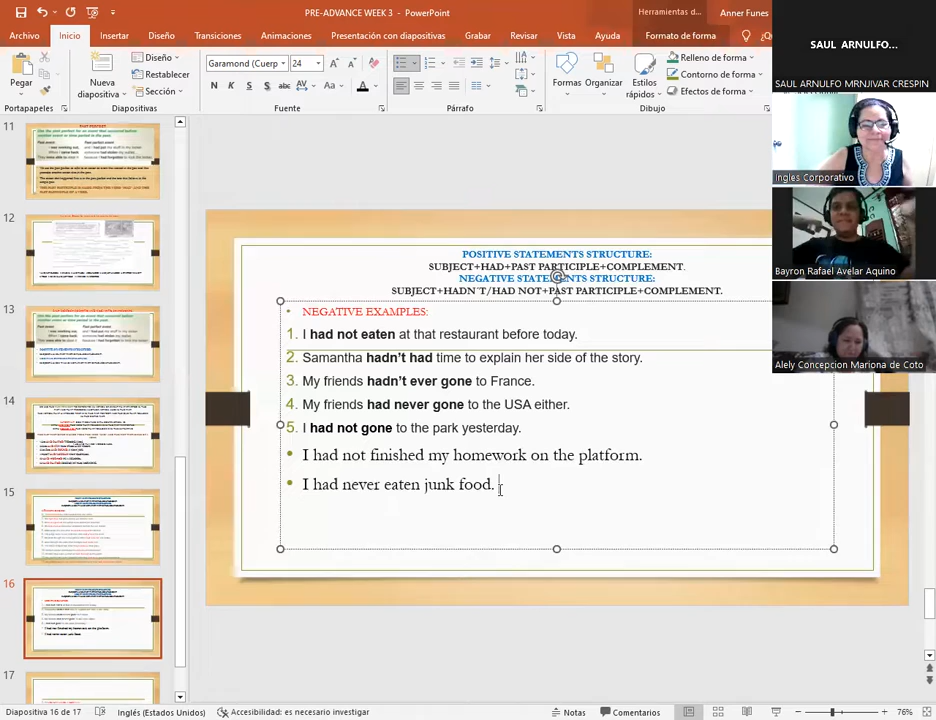 PRE-ADVANCE WEEK 3 - PowerPoint
Herramientas d...
Anner Funes
Archivo
Inicio
Insertar
Diseño
Transiciones
Animaciones
Presentación con diapositivas
Grabar
Revisar
Vista
Ayuda
Formato de forma
Pegar
Nueva diapositiva
Diseño
Restablecer
Sección
Garamond (Cuerp
24
N
K
S
Aa
A
Formas
Organizar
Estilos rápidos
Relleno de forma
Contorno de forma
Efectos de forma
Portapapeles
Diapositivas
Fuente
Párrafo
Dibujo
SAUL ARNULFO...
SAUL ARNULFO MRNJIVAR CRESPIN
Ingles Corporativo
Bayron Rafael Avelar Aquino
Alely Concepcion Mariona de Coto
11
12
13
14
15
16
17
POSITIVE STATEMENTS STRUCTURE:
SUBJECT+HAD+PAST PARTICIPLE+COMPLEMENT.
NEGATIVE STATEMENTS STRUCTURE:
SUBJECT+HADN´T/HAD NOT+PAST PARTICIPLE+COMPLEMENT.
• NEGATIVE EXAMPLES:
1. I had not eaten at that restaurant before today.
2. Samantha hadn’t had time to explain her side of the story.
3. My friends hadn’t ever gone to France.
4. My friends had never gone to the USA either.
5. I had not gone to the park yesterday.
• I had not finished my homework on the platform.
• I had never eaten junk food.
Diapositiva 16 de 17
Inglés (Estados Unidos)
Accesibilidad: es necesario investigar
Notas
Comentarios
76%